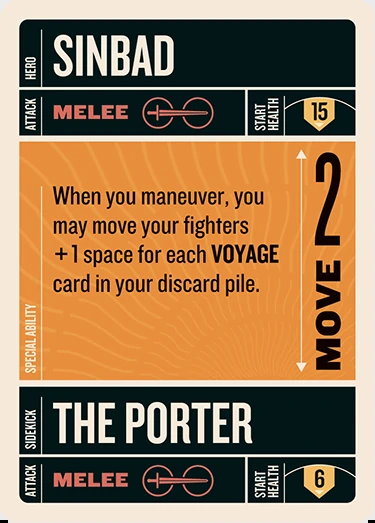 HERO
SINBAD
ATTACK
MELEE
START
HEALTH
15
SPECIAL ABILITY
When you maneuver, you
may move your fighters
+1 space for each VOYAGE
card in your discard pile.
MOVE 2
SIDEKICK
THE PORTER
ATTACK
MELEE
START
HEALTH
6